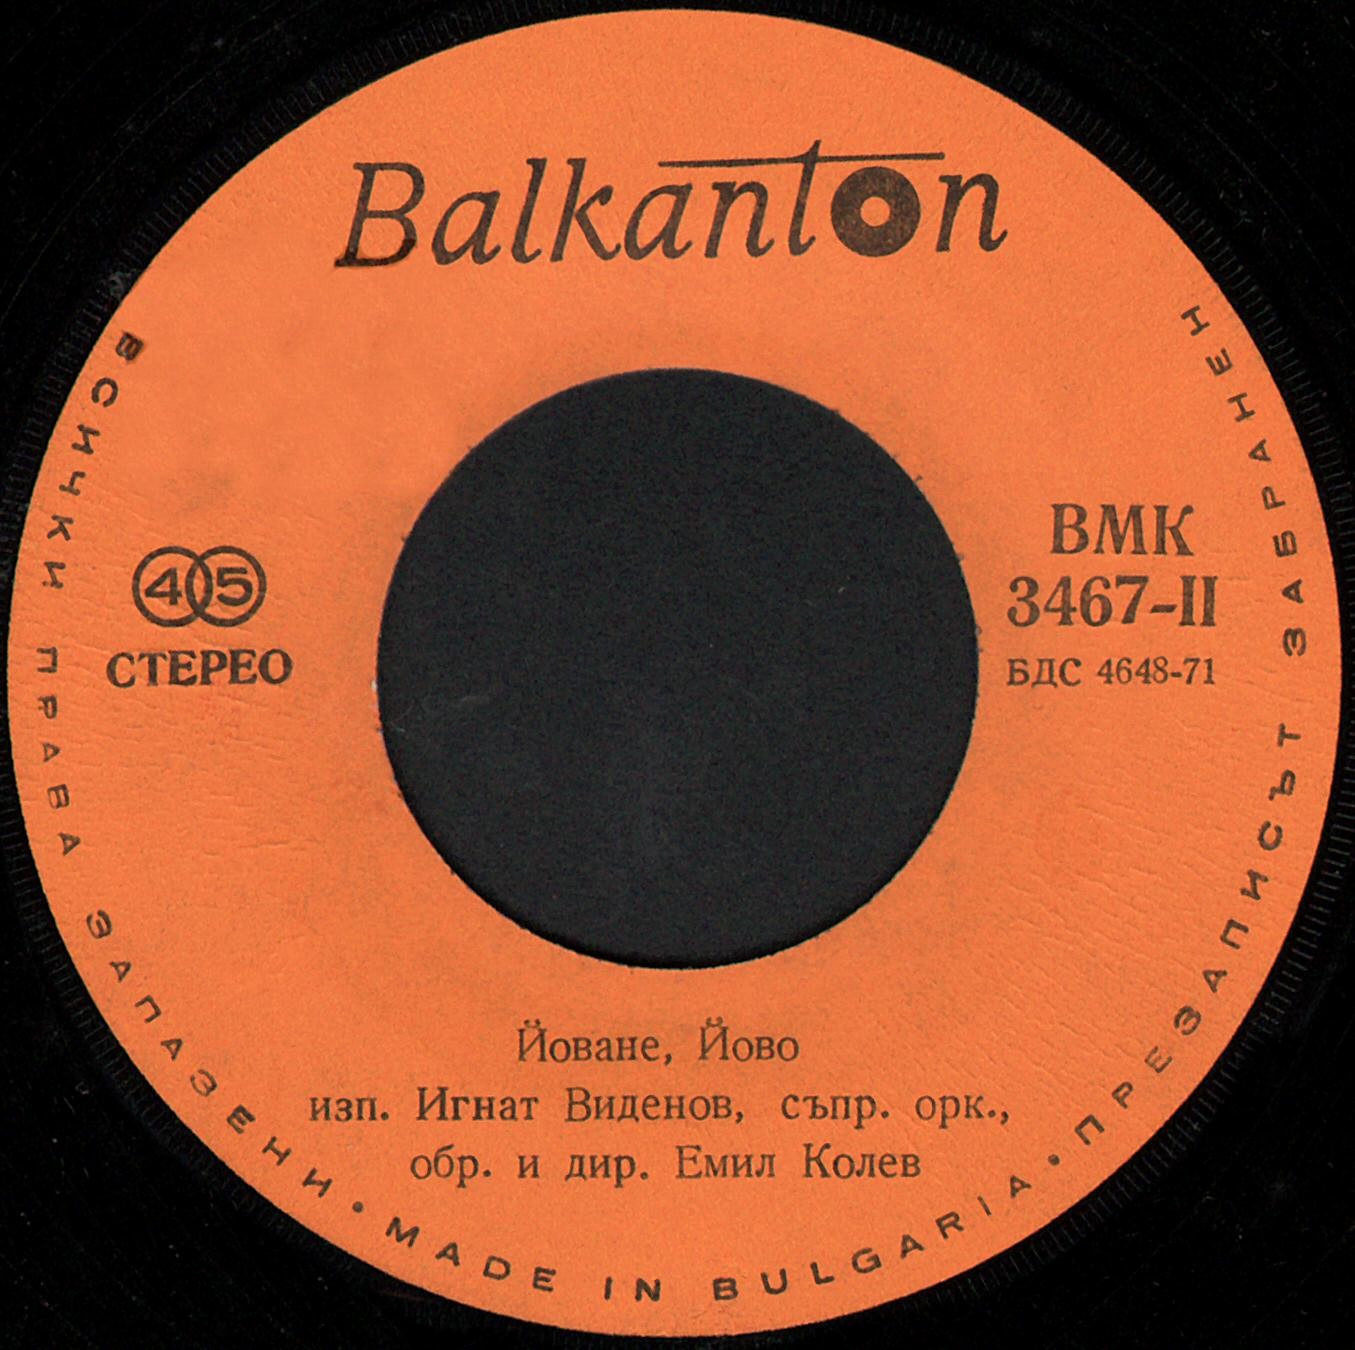 Balkanton
45
СТЕРЕО
ВМК
3467-II
БДС 4648-71
Йоване, Йово
изп. Игнат Виденов, съпр. орк.,
обр. и дир. Емил Колев
ВСИЧКИ ПРАВА ЗАПАЗЕНИ • MADE IN BULGARIA • ПРЕЗАПИСЪТ ЗАБРАНЕН